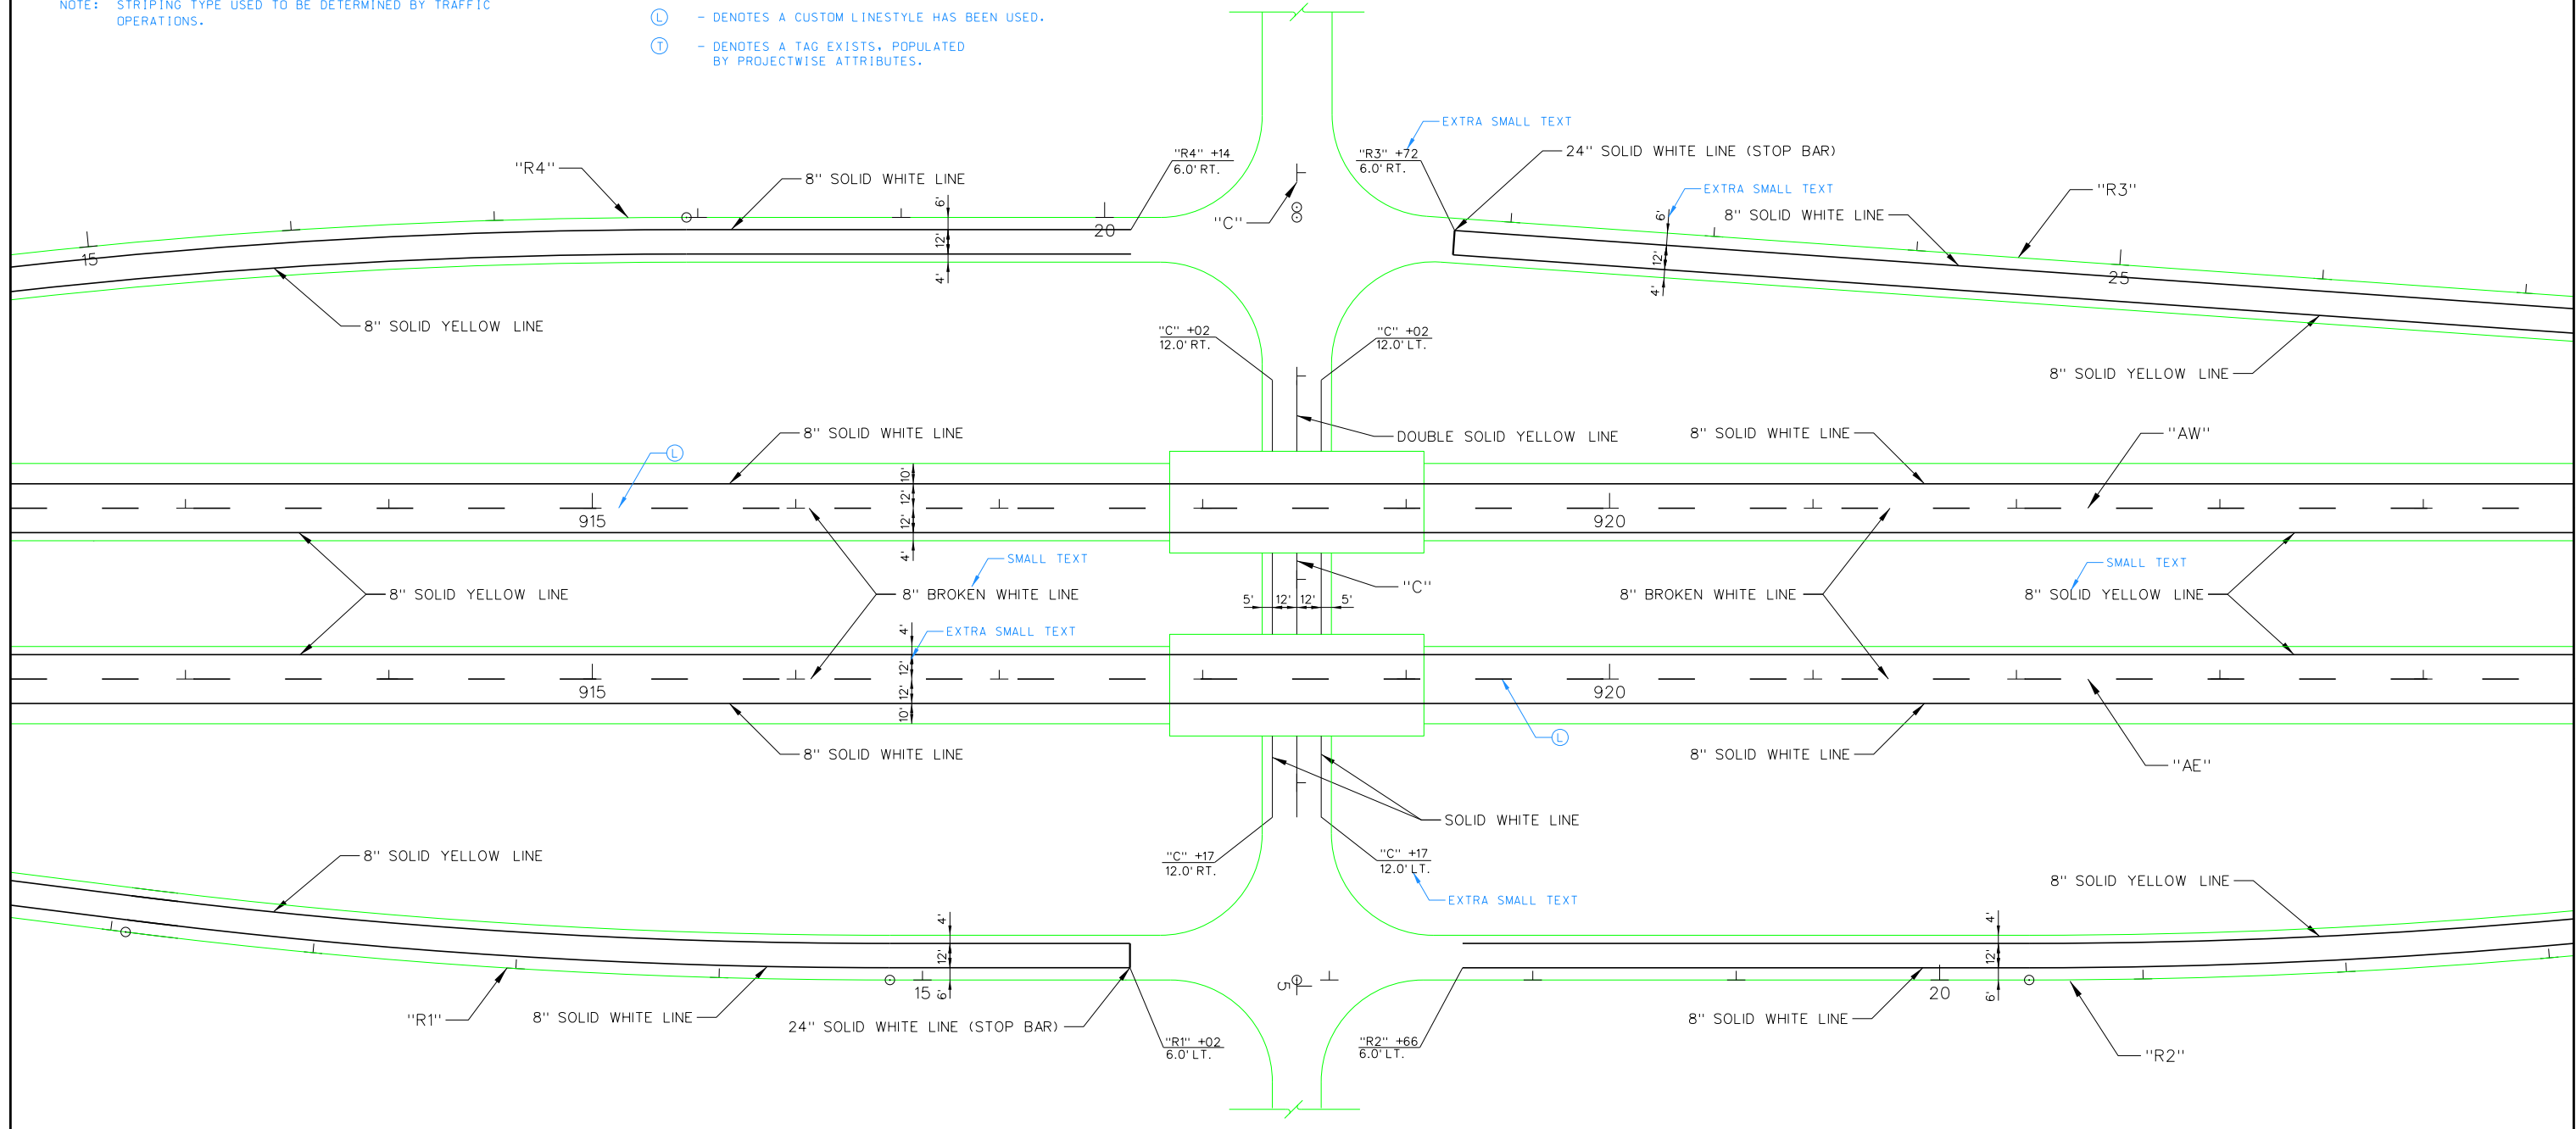 NOTE: STRIPING TYPE USED TO BE DETERMINED BY TRAFFIC
OPERATIONS.
L - DENOTES A CUSTOM LINESTYLE HAS BEEN USED.
T - DENOTES A TAG EXISTS, POPULATED
BY PROJECTWISE ATTRIBUTES.
EXTRA SMALL TEXT
"R4"
8" SOLID WHITE LINE
"R4" +14
6.0' RT.
"R3" +72
6.0' RT.
24" SOLID WHITE LINE (STOP BAR)
EXTRA SMALL TEXT
"R3"
8" SOLID WHITE LINE
"C"
8
15
20
25
6'
12'
4'
6'
12'
4'
8" SOLID YELLOW LINE
"C" +02
12.0' RT.
"C" +02
12.0' LT.
8" SOLID YELLOW LINE
8" SOLID WHITE LINE
DOUBLE SOLID YELLOW LINE
8" SOLID WHITE LINE
"AW"
L
10'
12'
12'
4'
915
920
SMALL TEXT
SMALL TEXT
8" SOLID YELLOW LINE
8" BROKEN WHITE LINE
"C"
8" BROKEN WHITE LINE
8" SOLID YELLOW LINE
5' 12' 12' 5'
EXTRA SMALL TEXT
4'
12'
12'
10'
915
920
L
8" SOLID WHITE LINE
8" SOLID WHITE LINE
"AE"
SOLID WHITE LINE
8" SOLID YELLOW LINE
"C" +17
12.0' RT.
"C" +17
12.0' LT.
EXTRA SMALL TEXT
8" SOLID YELLOW LINE
4'
12'
6'
4'
12'
6'
15
5
20
"R1"
8" SOLID WHITE LINE
24" SOLID WHITE LINE (STOP BAR)
"R1" +02
6.0' LT.
"R2" +66
6.0' LT.
8" SOLID WHITE LINE
"R2"